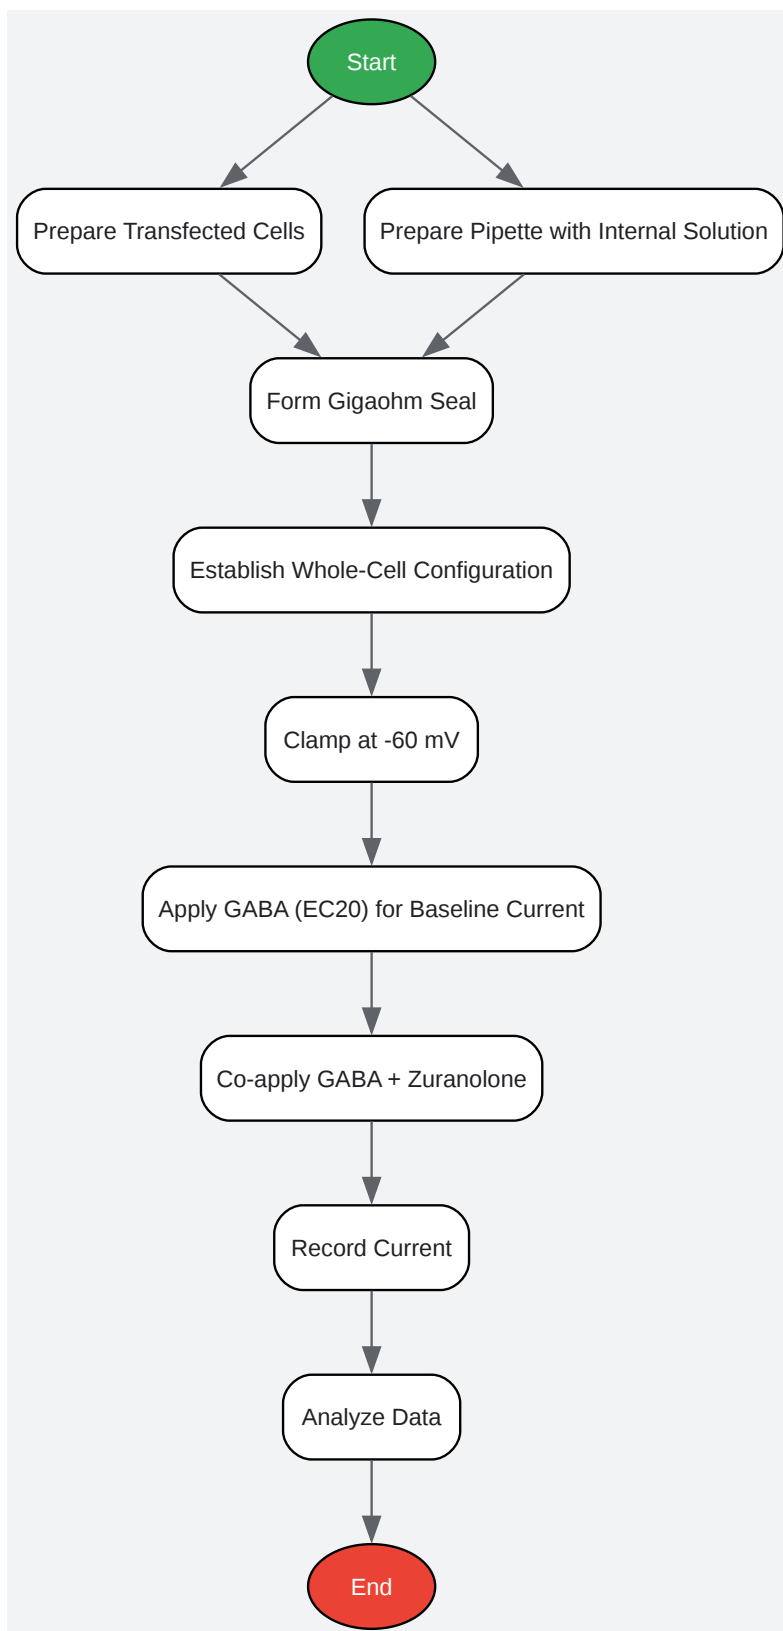 Start
Prepare Transfected Cells
Prepare Pipette with Internal Solution
Form Gigaohm Seal
Establish Whole-Cell Configuration
Clamp at -60 mV
Apply GABA (EC20) for Baseline Current
Co-apply GABA + Zuranolone
Record Current
Analyze Data
End